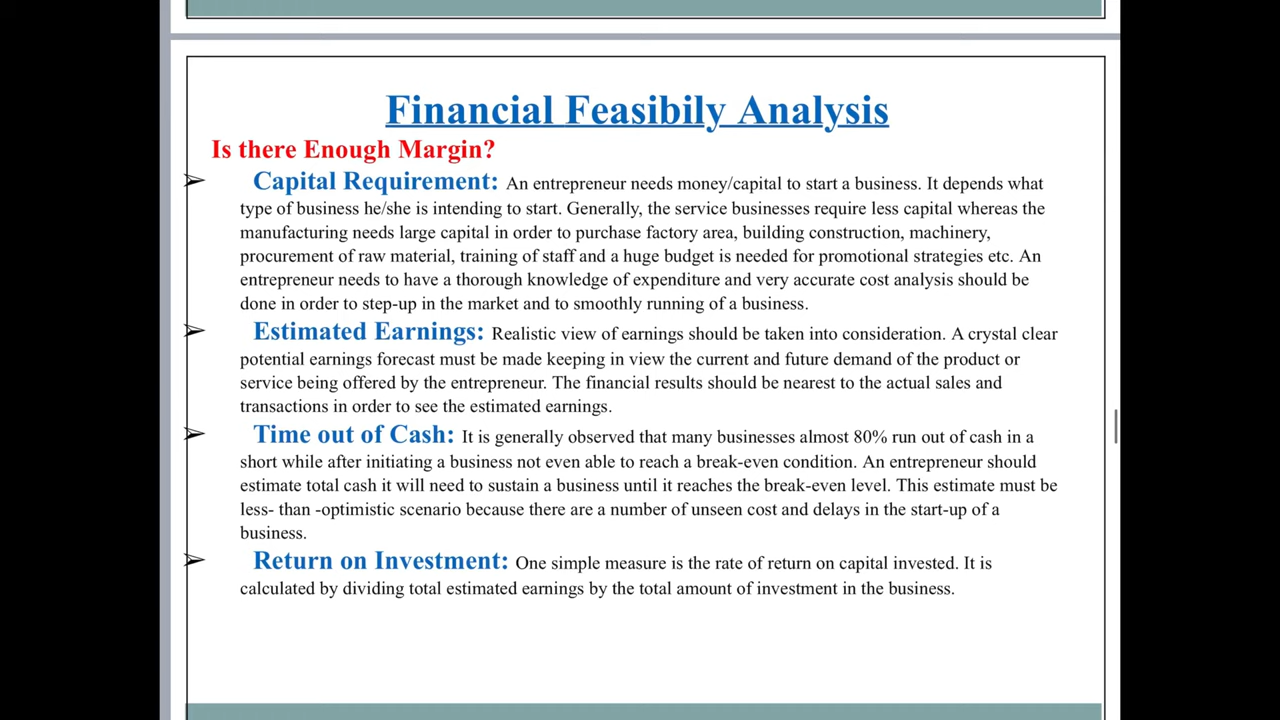 Financial Feasibily Analysis
Is there Enough Margin?
➢ Capital Requirement: An entrepreneur needs money/capital to start a business. It depends what
type of business he/she is intending to start. Generally, the service businesses require less capital whereas the
manufacturing needs large capital in order to purchase factory area, building construction, machinery,
procurement of raw material, training of staff and a huge budget is needed for promotional strategies etc. An
entrepreneur needs to have a thorough knowledge of expenditure and very accurate cost analysis should be
done in order to step-up in the market and to smoothly running of a business.
➢ Estimated Earnings: Realistic view of earnings should be taken into consideration. A crystal clear
potential earnings forecast must be made keeping in view the current and future demand of the product or
service being offered by the entrepreneur. The financial results should be nearest to the actual sales and
transactions in order to see the estimated earnings.
➢ Time out of Cash: It is generally observed that many businesses almost 80% run out of cash in a
short while after initiating a business not even able to reach a break-even condition. An entrepreneur should
estimate total cash it will need to sustain a business until it reaches the break-even level. This estimate must be
less- than -optimistic scenario because there are a number of unseen cost and delays in the start-up of a
business.
➢ Return on Investment: One simple measure is the rate of return on capital invested. It is
calculated by dividing total estimated earnings by the total amount of investment in the business.